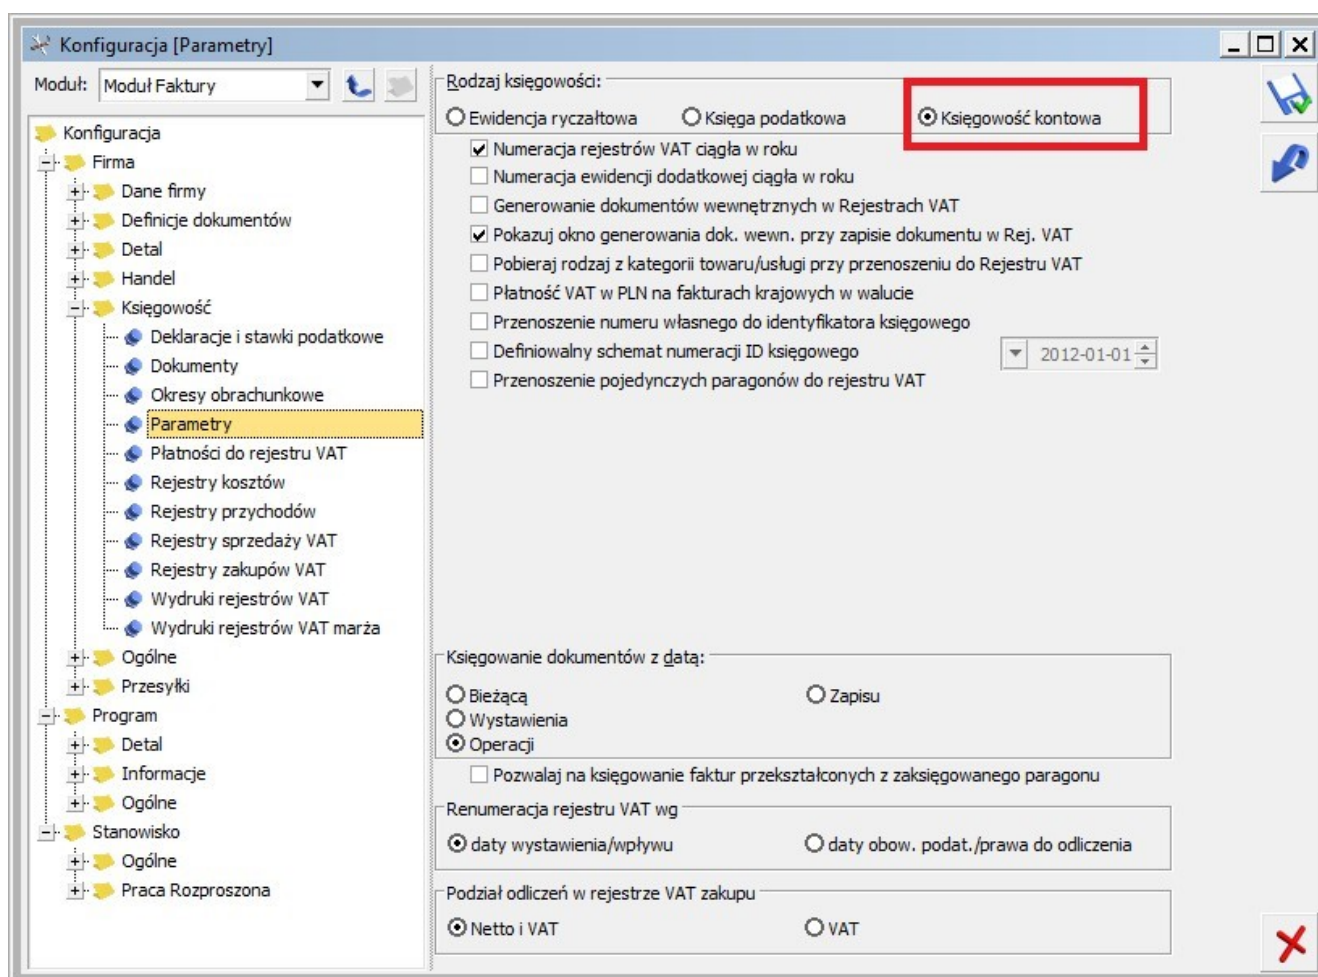 Konfiguracja [Parametry]
Moduł: Moduł Faktury
Konfiguracja
Firma
Dane firmy
Definicje dokumentów
Detal
Handel
Księgowość
Deklaracje i stawki podatkowe
Dokumenty
Okresy obrachunkowe
Parametry
Płatności do rejestru VAT
Rejestry kosztów
Rejestry przychodów
Rejestry sprzedaży VAT
Rejestry zakupów VAT
Wydruki rejestrów VAT
Wydruki rejestrów VAT marża
Ogólne
Przesyłki
Program
Detal
Informacje
Ogólne
Stanowisko
Ogólne
Praca Rozproszona
Rodzaj księgowości:
Ewidencja ryczałtowa Księga podatkowa Księgowość kontowa
Numeracja rejestrów VAT ciągła w roku
Numeracja ewidencji dodatkowej ciągła w roku
Generowanie dokumentów wewnętrznych w Rejestrach VAT
Pokazuj okno generowania dok. wewn. przy zapisie dokumentu w Rej. VAT
Pobieraj rodzaj z kategorii towaru/usługi przy przenoszeniu do Rejestru VAT
Płatność VAT w PLN na fakturach krajowych w walucie
Przenoszenie numeru własnego do identyfikatora księgowego
Definiowalny schemat numeracji ID księgowego 2012-01-01
Przenoszenie pojedynczych paragonów do rejestru VAT
Księgowanie dokumentów z datą:
Bieżącą Zapisu
Wystawienia
Operacji
Pozwalaj na księgowanie faktur przekształconych z zaksięgowanego paragonu
Renumeracja rejestru VAT wg
daty wystawienia/wpływu daty obow. podat./prawa do odliczenia
Podział odliczeń w rejestrze VAT zakupu
Netto i VAT VAT